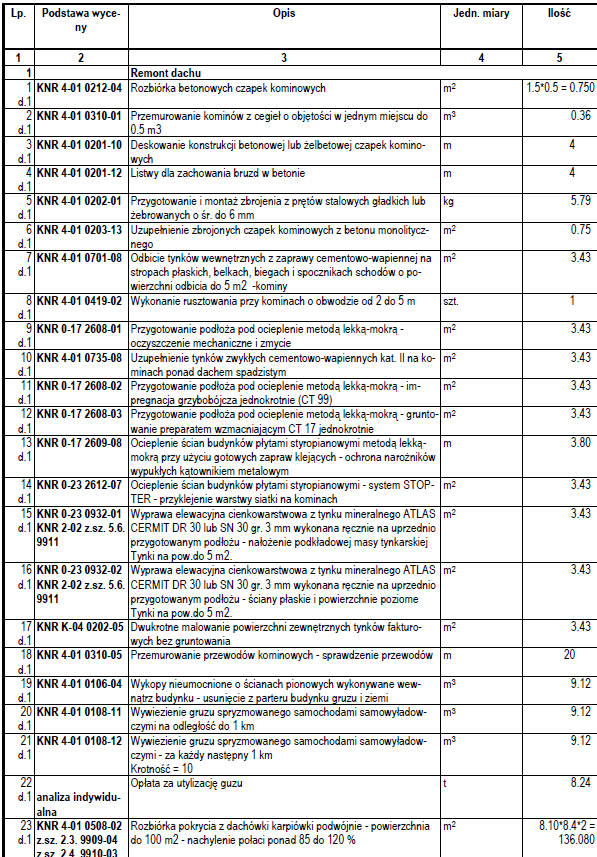 Lp. Podstawa wyce- Opis Jedn. miary Ilość
ny
1 2 3 4 5
1 Remont dachu
1 KNR 4-01 0212-04 Rozbiórka betonowych czapek kominowych m2 1.5*0.5 = 0.750
d.1
2 KNR 4-01 0310-01 Przemurowanie kominów z cegieł o objętości w jednym miejscu do m3 0.36
d.1 0.5 m3
3 KNR 4-01 0201-10 Deskowanie konstrukcji betonowej lub żelbetowej czapek komino- m 4
d.1 wych
4 KNR 4-01 0201-12 Listwy dla zachowania bruzd w betonie m 4
d.1
5 KNR 4-01 0202-01 Przygotowanie i montaż zbrojenia z prętów stalowych gładkich lub kg 5.79
d.1 żebrowanych o śr. do 6 mm
6 KNR 4-01 0203-13 Uzupełnienie zbrojonych czapek kominowych z betonu monolitycz- m2 0.75
d.1 nego
7 KNR 4-01 0701-08 Odbicie tynków wewnętrznych z zaprawy cementowo-wapiennej na m2 3.43
d.1 stropach płaskich, belkach, biegach i spocznikach schodów o po-
wierzchni odbicia do 5 m2 -kominy
8 KNR 4-01 0419-02 Wykonanie rusztowania przy kominach o obwodzie od 2 do 5 m szt. 1
d.1
9 KNR 0-17 2608-01 Przygotowanie podłoża pod ocieplenie metodą lekką-mokrą - m2 3.43
d.1 oczyszczenie mechaniczne i zmycie
10 KNR 4-01 0735-08 Uzupełnienie tynków zwykłych cementowo-wapiennych kat. II na ko- m2 3.43
d.1 minach ponad dachem spadzistym
11 KNR 0-17 2608-02 Przygotowanie podłoża pod ocieplenie metodą lekką-mokrą - im- m2 3.43
d.1 pregnacja grzybobójcza jednokrotnie (CT 99)
12 KNR 0-17 2608-03 Przygotowanie podłoża pod ocieplenie metodą lekką-mokrą - grunto- m2 3.43
d.1 wanie preparatem wzmacniającym CT 17 jednokrotnie
13 KNR 0-17 2609-08 Ocieplenie ścian budynków płytami styropianowymi metodą lekką- m 3.80
d.1 mokrą przy użyciu gotowych zapraw klejących - ochrona narożników
wypukłych kątownikiem metalowym
14 KNR 0-23 2612-07 Ocieplenie ścian budynków płytami styropianowymi - system STOP- m2 3.43
d.1 TER - przyklejenie warstwy siatki na kominach
15 KNR 0-23 0932-01 Wyprawa elewacyjna cienkowarstwowa z tynku mineralnego ATLAS m2 3.43
d.1 KNR 2-02 z.sz. 5.6. CERMIT DR 30 lub SN 30 gr. 3 mm wykonana ręcznie na uprzednio
9911 przygotowanym podłożu - nałożenie podkładowej masy tynkarskiej
Tynki na pow.do 5 m2.
16 KNR 0-23 0932-02 Wyprawa elewacyjna cienkowarstwowa z tynku mineralnego ATLAS m2 3.43
d.1 KNR 2-02 z.sz. 5.6. CERMIT DR 30 lub SN 30 gr. 3 mm wykonana ręcznie na uprzednio
9911 przygotowanym podłożu - ściany płaskie i powierzchnie poziome
Tynki na pow.do 5 m2.
17 KNR K-04 0202-05 Dwukrotne malowanie powierzchni zewnętrznych tynków fakturo- m2 3.43
d.1 wych bez gruntowania
18 KNR 4-01 0310-05 Przemurowanie przewodów kominowych - sprawdzenie przewodów m 20
d.1
19 KNR 4-01 0106-04 Wykopy nieumocnione o ścianach pionowych wykonywane wew- m3 9.12
d.1 nątrz budynku - usunięcie z parteru budynku gruzu i ziemi
20 KNR 4-01 0108-11 Wywiezienie gruzu spryzmowanego samochodami samowyładow- m3 9.12
d.1 czymi na odległość do 1 km
21 KNR 4-01 0108-12 Wywiezienie gruzu spryzmowanego samochodami samowyładow- m3 9.12
d.1 czymi - za każdy następny 1 km
Krotność = 10
22 Opłata za utylizację guzu t 8.24
d.1 analiza indywidu-
alna
23 KNR 4-01 0508-02 Rozbiórka pokrycia z dachówki karpiówki podwójnie - powierzchnia m2 8.10*8.4*2 =
d.1 z.sz. 2.3. 9909-04 do 100 m2 - nachylenie połaci ponad 85 do 120 % 136.080
z.sz. 2.4. 9910-03